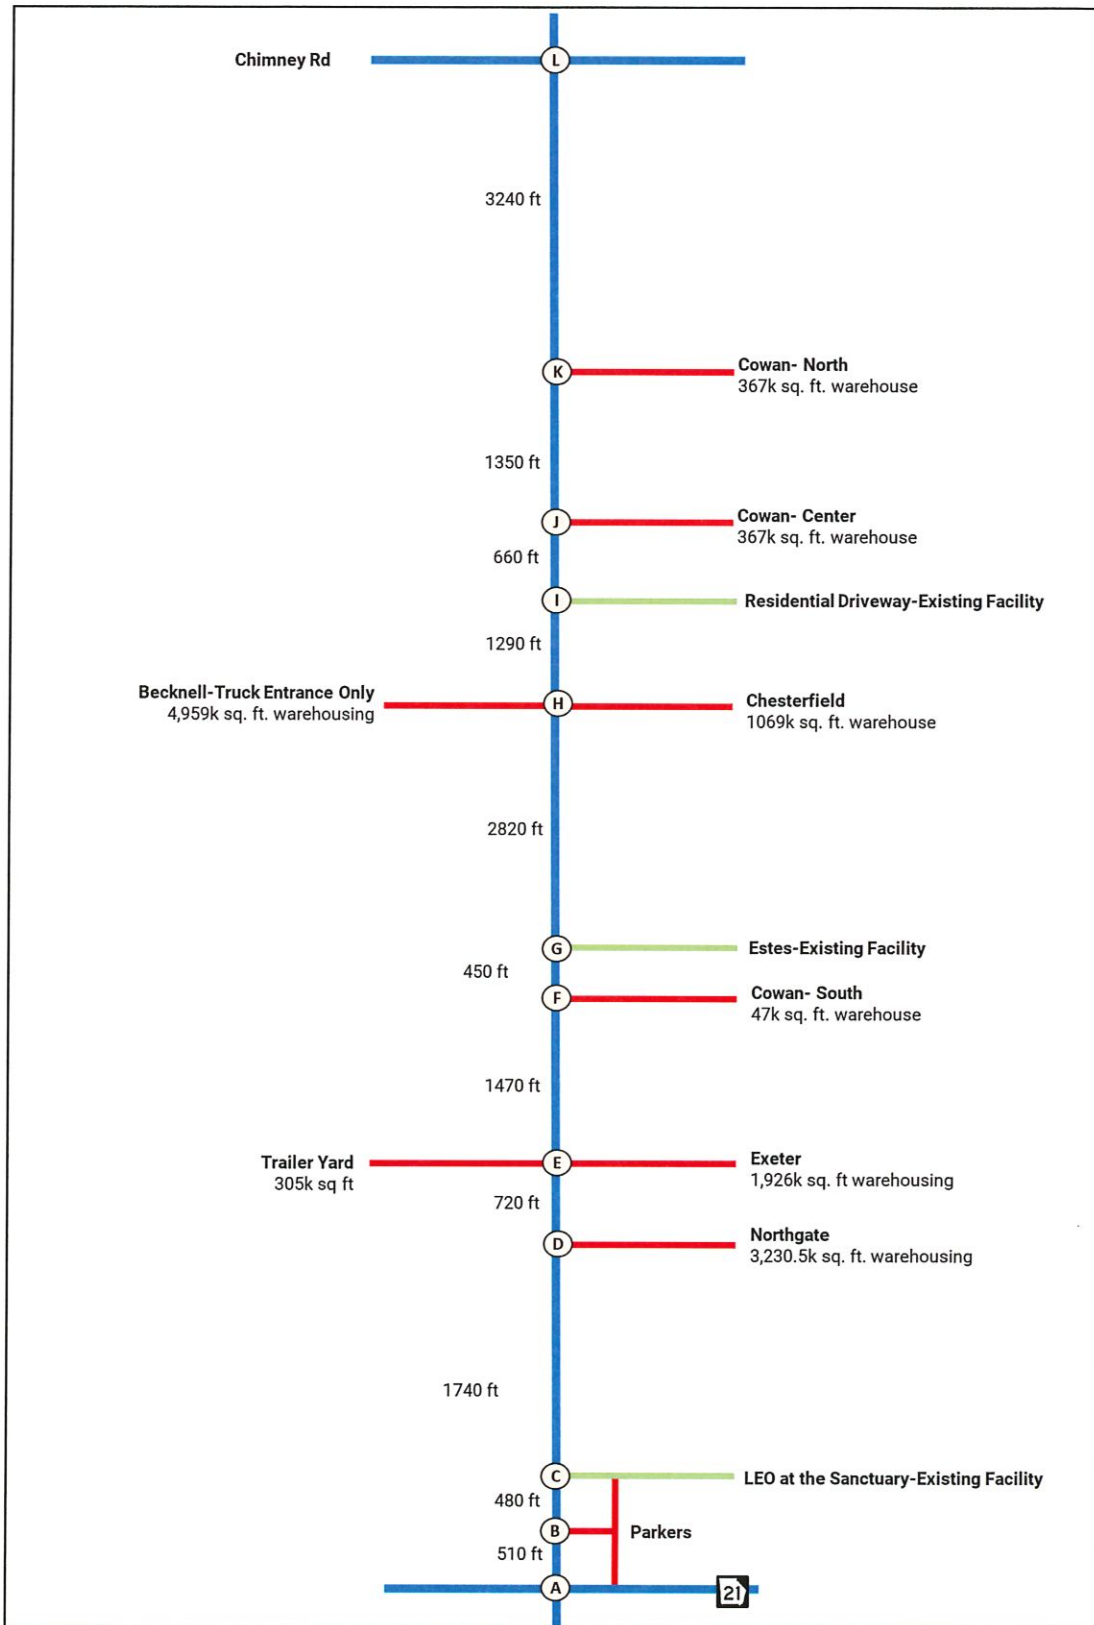 Chimney Rd
L
3240 ft
K
Cowan- North
367k sq. ft. warehouse
1350 ft
J
Cowan- Center
367k sq. ft. warehouse
660 ft
I
Residential Driveway-Existing Facility
1290 ft
Becknell-Truck Entrance Only
4,959k sq. ft. warehousing
H
Chesterfield
1069k sq. ft. warehouse
2820 ft
G
Estes-Existing Facility
450 ft
F
Cowan- South
47k sq. ft. warehouse
1470 ft
Trailer Yard
305k sq ft
E
Exeter
1,926k sq. ft warehousing
720 ft
D
Northgate
3,230.5k sq. ft. warehousing
1740 ft
C
LEO at the Sanctuary-Existing Facility
480 ft
B
Parkers
510 ft
A
21